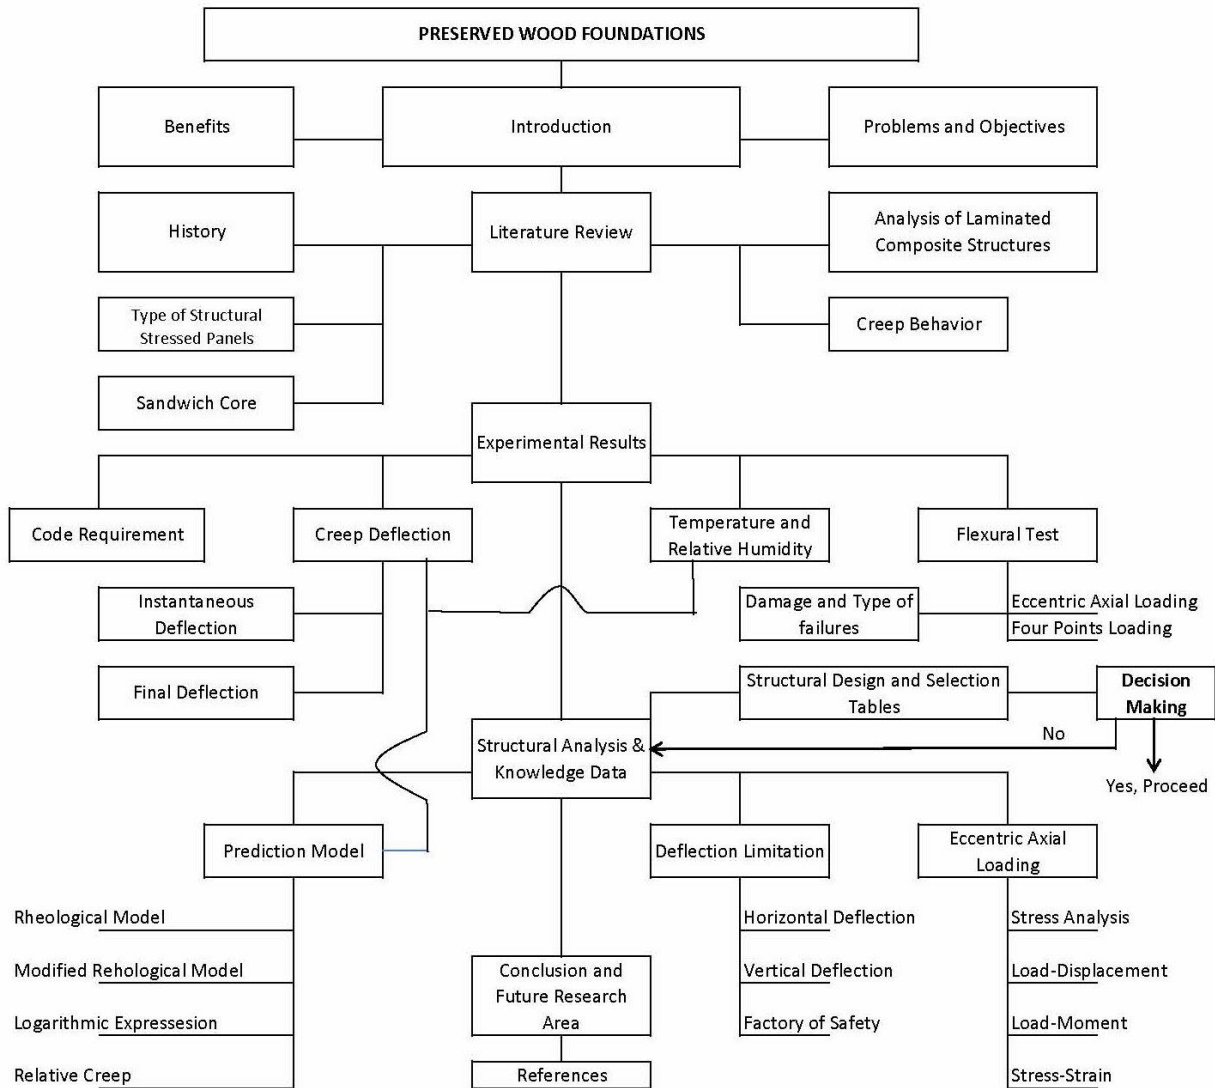 PRESERVED WOOD FOUNDATIONS
Benefits
Introduction
Problems and Objectives
History
Literature Review
Analysis of Laminated
Composite Structures
Type of Structural
Stressed Panels
Creep Behavior
Sandwich Core
Experimental Results
Code Requirement
Creep Deflection
Temperature and
Relative Humidity
Flexural Test
Instantaneous
Deflection
Damage and Type of
failures
Eccentric Axial Loading
Four Points Loading
Final Deflection
Structural Design and Selection
Tables
Decision
Making
No
Structural Analysis &
Knowledge Data
Yes, Proceed
Prediction Model
Deflection Limitation
Eccentric Axial
Loading
Rheological Model
Horizontal Deflection
Stress Analysis
Modified Rehological Model
Conclusion and
Future Research
Area
Vertical Deflection
Load-Displacement
Logarithmic Expressesion
Factory of Safety
Load-Moment
Relative Creep
References
Stress-Strain